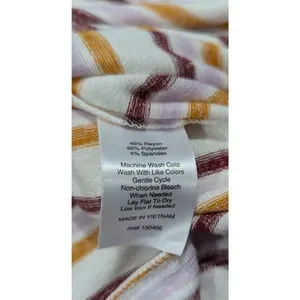 48% Rayon
48% Polyester
4% Spandex
Machine Wash Cold
Wash With Like Colors
Gentle Cycle
Non-chlorine Bleach
When Needed
Lay Flat To Dry
Low Iron If Needed
MADE IN VIETNAM
RN#